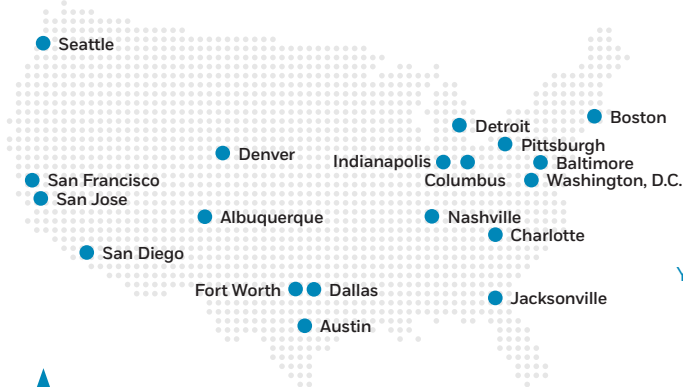 Seattle
Boston
Detroit
Pittsburgh
Denver
Indianapolis
Baltimore
San Francisco
Columbus
Washington, D.C.
San Jose
Albuquerque
Nashville
Charlotte
San Diego
Y
Fort Worth
Dallas
Jacksonville
Austin